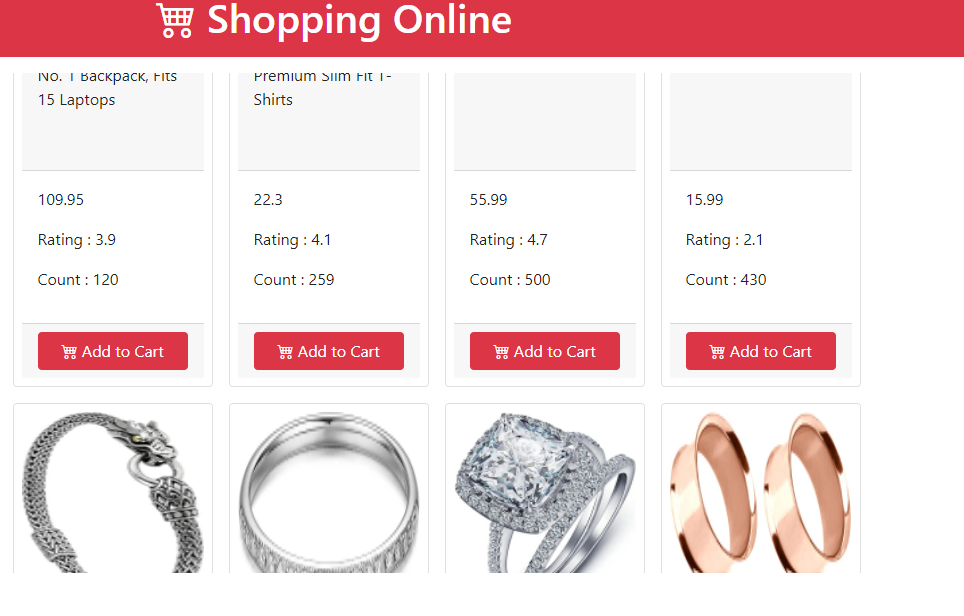 Shopping Online
No. 1 Backpack, Fits
15 Laptops
Premium Slim Fit T-
Shirts
109.95
Rating : 3.9
Count : 120
Add to Cart
22.3
Rating : 4.1
Count : 259
Add to Cart
55.99
Rating : 4.7
Count : 500
Add to Cart
15.99
Rating : 2.1
Count : 430
Add to Cart